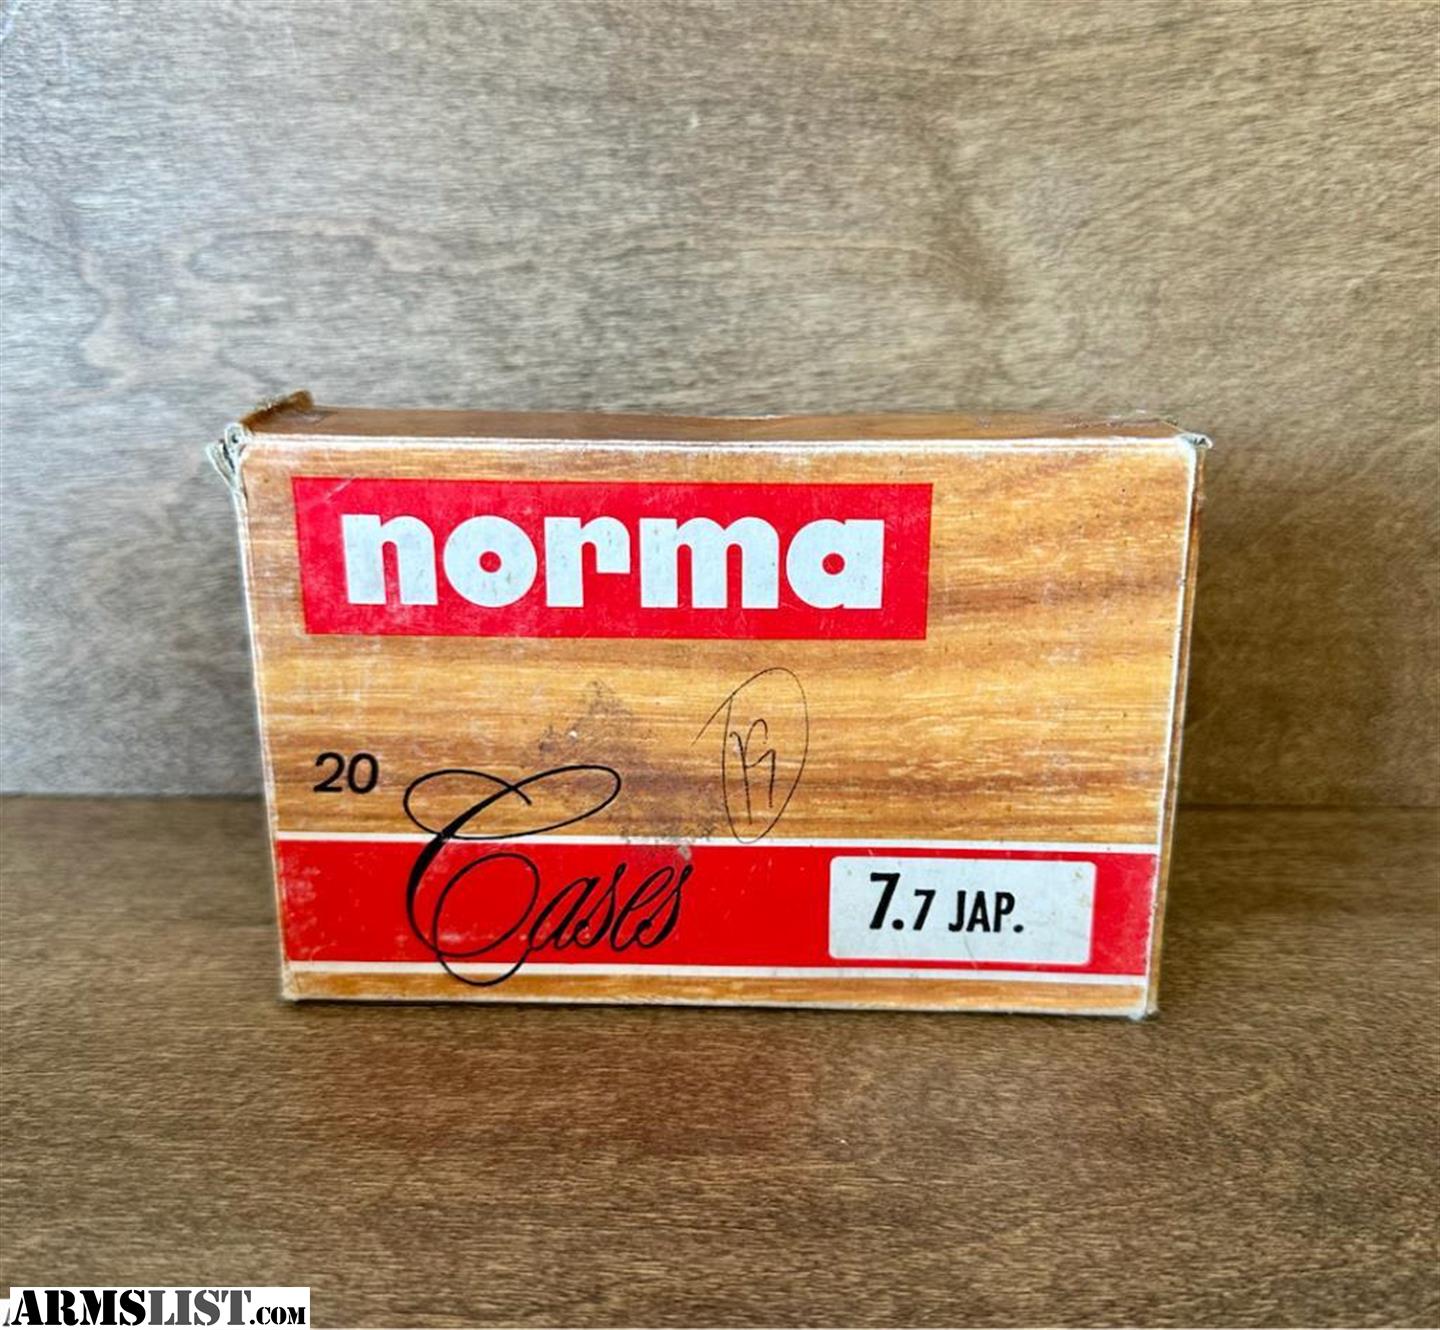 norma
20 Cases
7.7 JAP.
ARMSLIST.COM